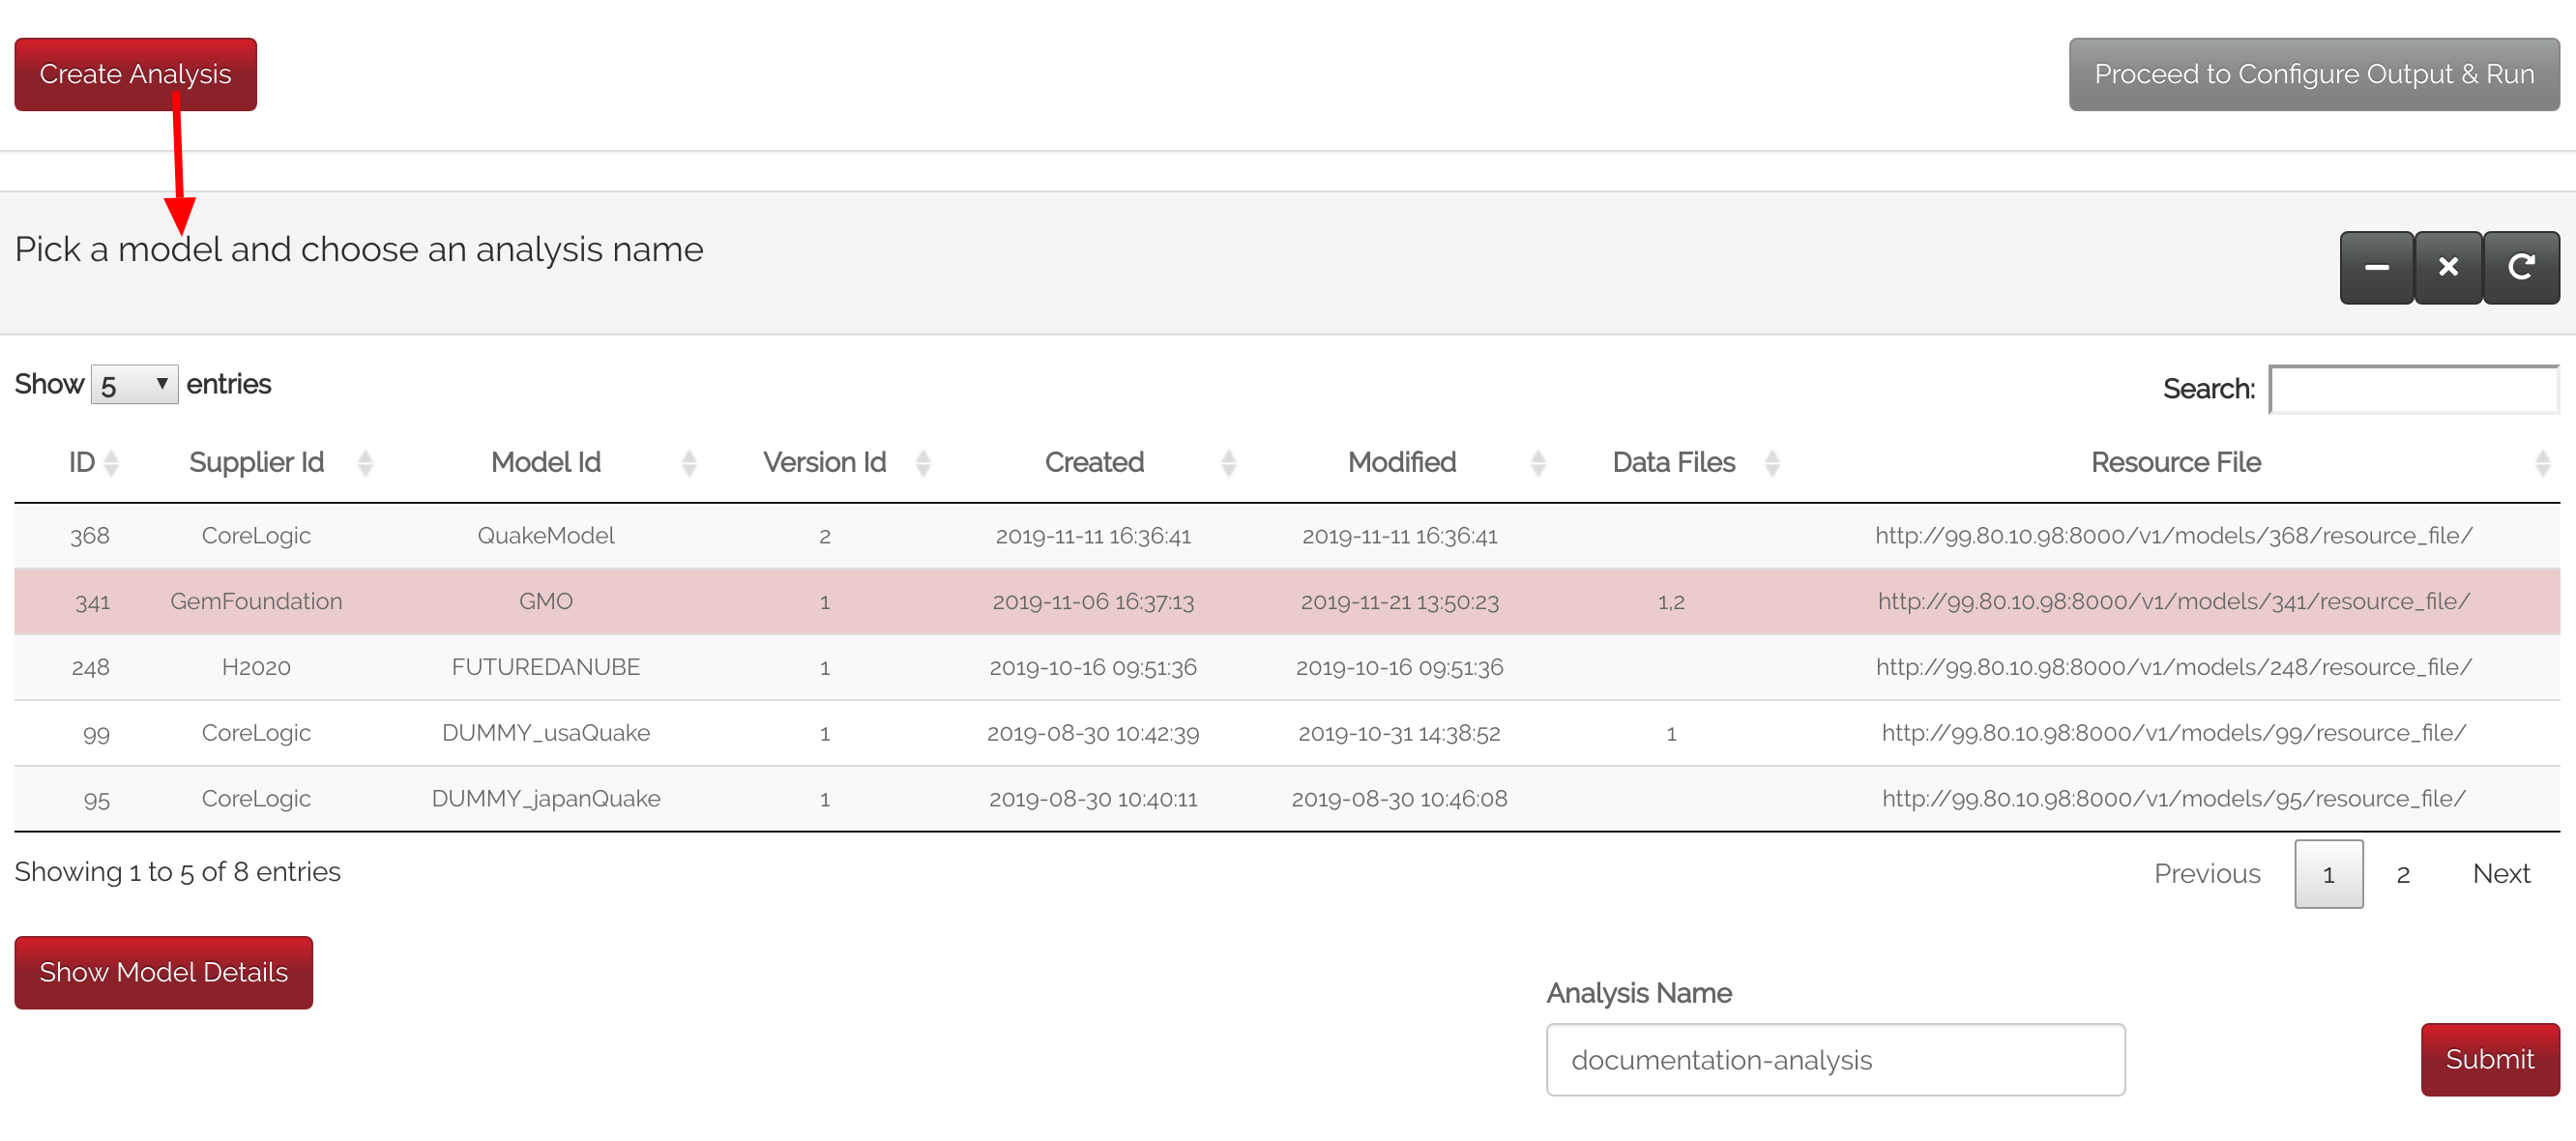 Create Analysis Proceed to Configure Output & Run
Pick a model and choose an analysis name
Show 5 entries Search:
ID Supplier Id Model Id Version Id Created Modified Data Files Resource File
368 CoreLogic QuakeModel 2 2019-11-11 16:36:41 2019-11-11 16:36:41 http://99.80.10.98:8000/v1/models/368/resource_file/
341 GemFoundation GMO 1 2019-11-06 16:37:13 2019-11-21 13:50:23 1,2 http://99.80.10.98:8000/v1/models/341/resource_file/
248 H2020 FUTUREDANUBE 1 2019-10-16 09:51:36 2019-10-16 09:51:36 http://99.80.10.98:8000/v1/models/248/resource_file/
99 CoreLogic DUMMY_usaQuake 1 2019-08-30 10:42:39 2019-10-31 14:38:52 1 http://99.80.10.98:8000/v1/models/99/resource_file/
95 CoreLogic DUMMY_japanQuake 1 2019-08-30 10:40:11 2019-08-30 10:46:08 http://99.80.10.98:8000/v1/models/95/resource_file/
Showing 1 to 5 of 8 entries Previous 1 2 Next
Show Model Details
Analysis Name
documentation-analysis Submit